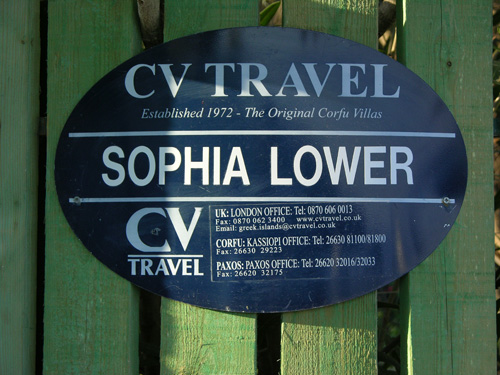 CV TRAVEL
Established 1972 - The Original Corfu Villas
SOPHIA LOWER
CV
TRAVEL
UK: LONDON OFFICE: Tel: 0870 606 0013
Fax: 0870 062 3400 www.cvtravel.co.uk
Email: greek.islands@cvtravel.co.uk
CORFU: KASSIOPI OFFICE: Tel: 26630 81100/81800
Fax: 26630 29223
PAXOS: PAXOS OFFICE: Tel: 26620 32016/32033
Fax: 26620 32175